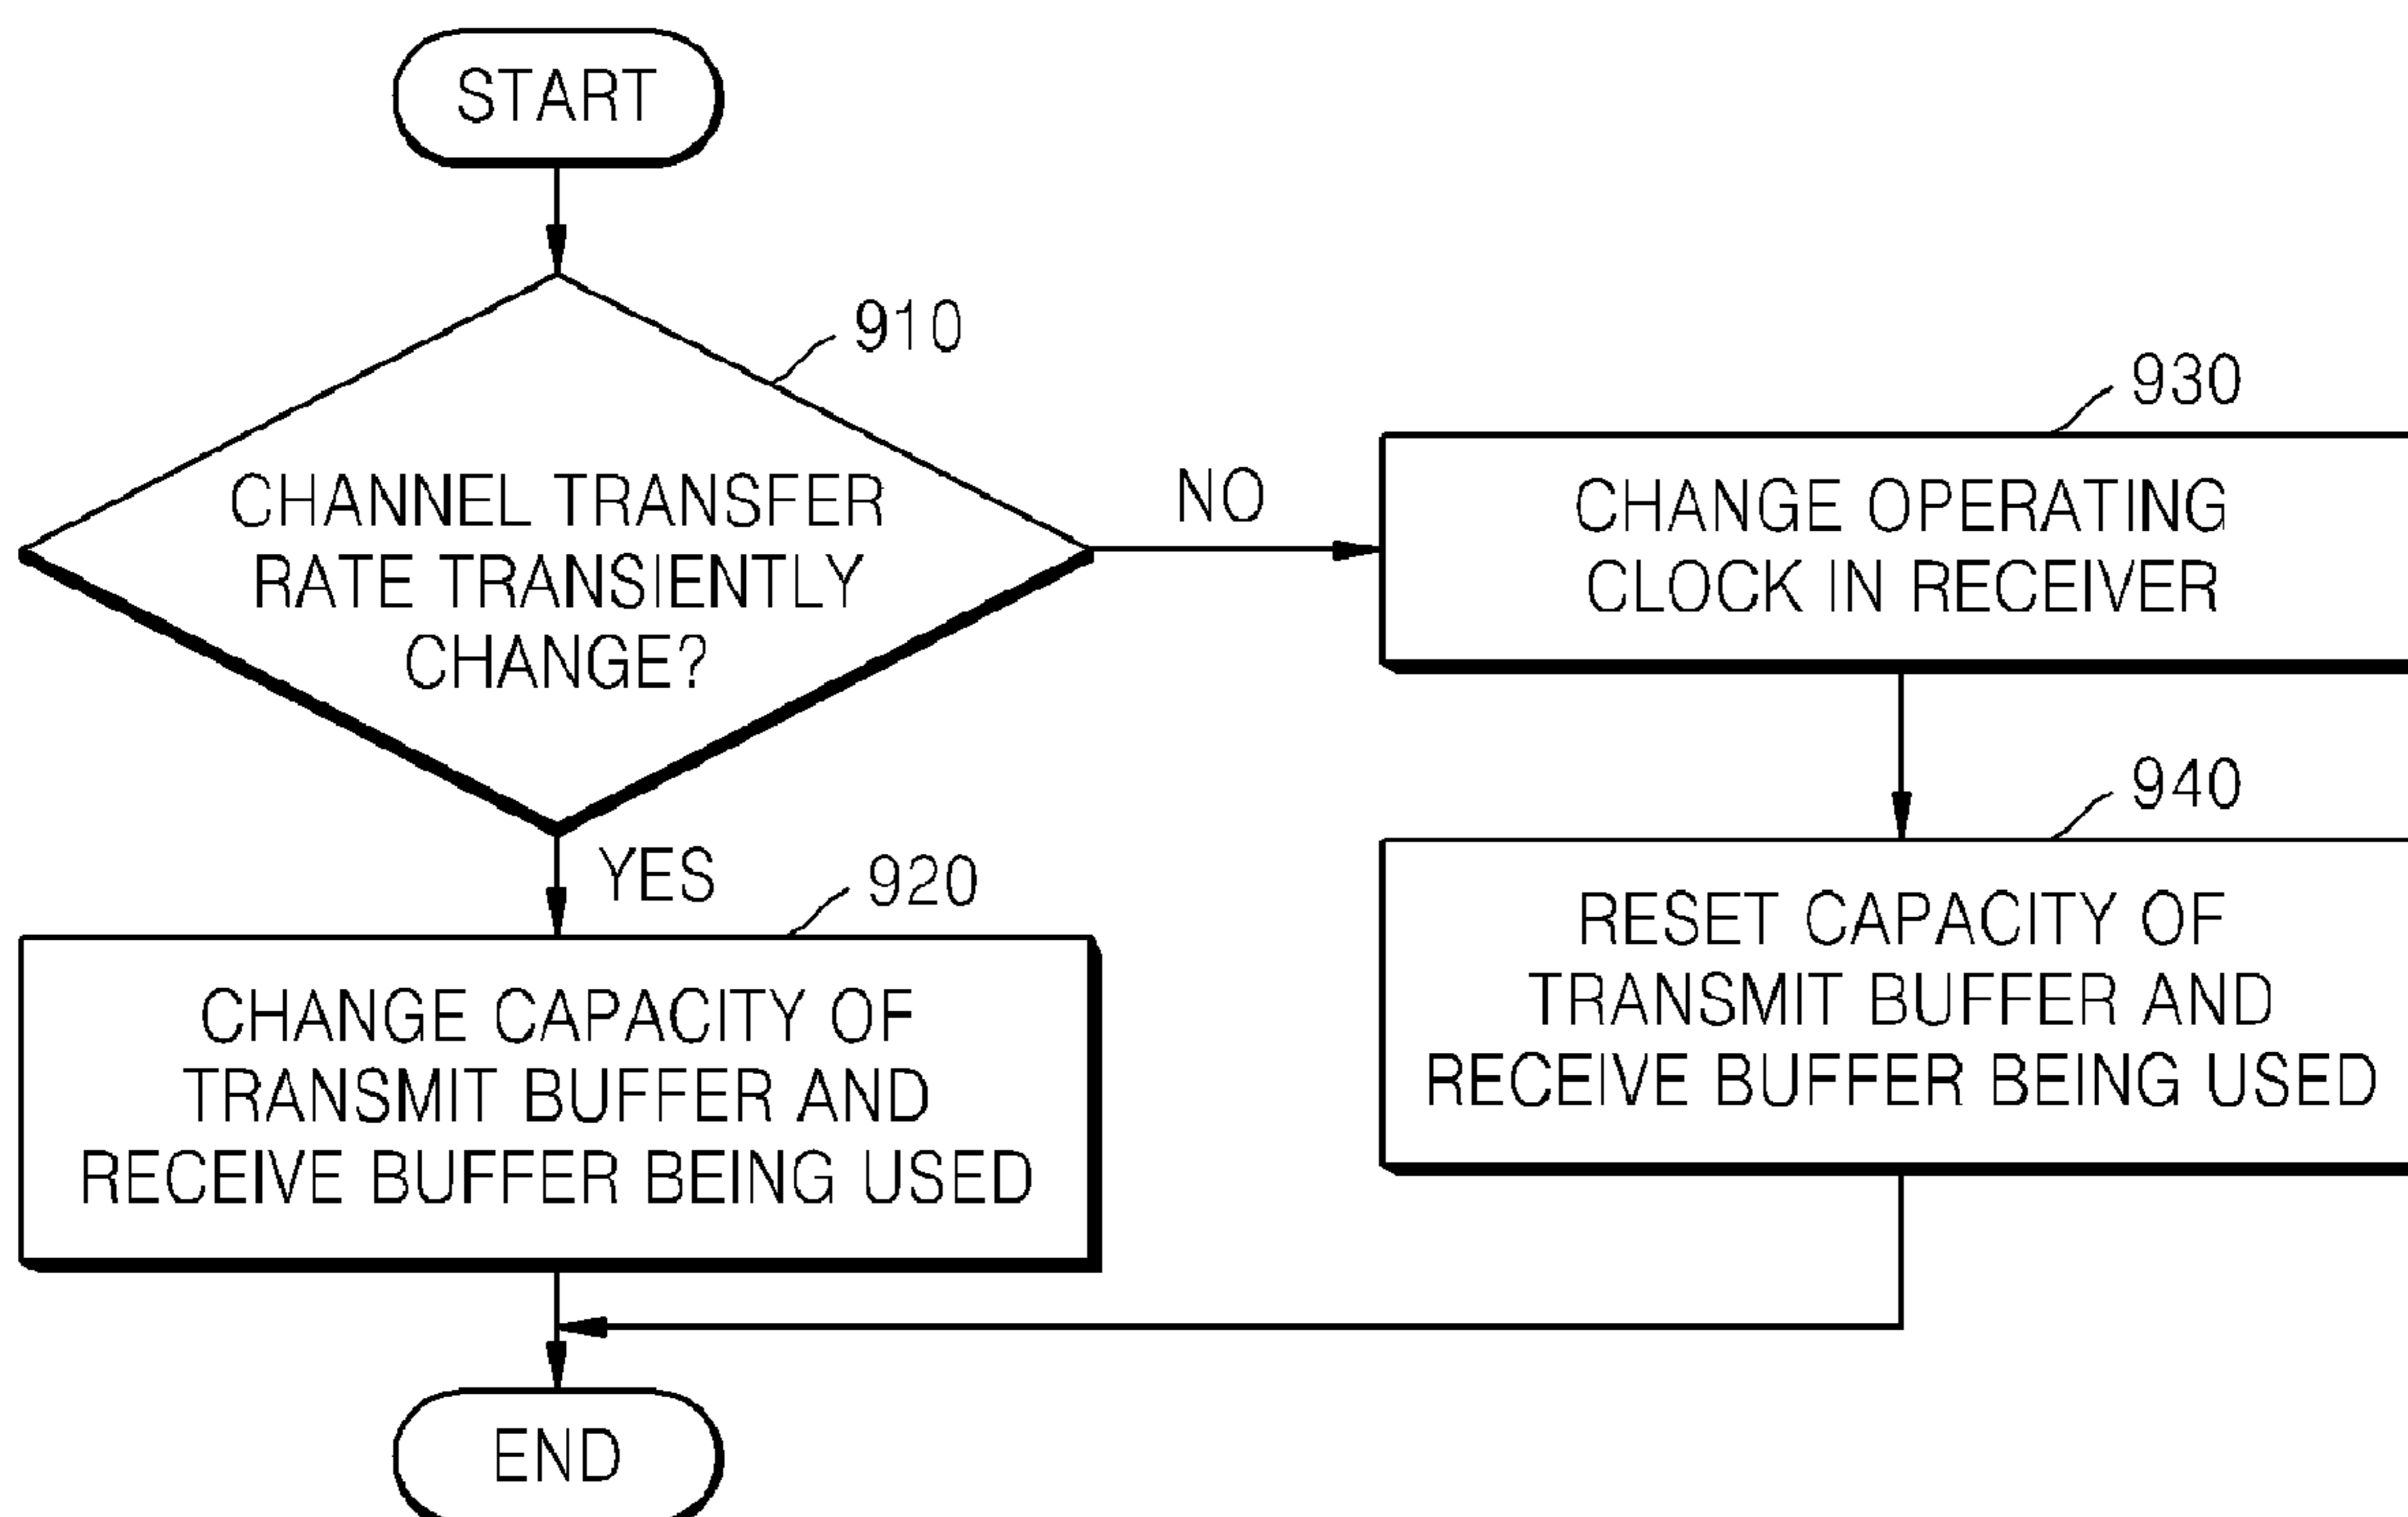 START
910
CHANNEL TRANSFER
RATE TRANSIENTLY
CHANGE?
NO
YES
920
CHANGE CAPACITY OF
TRANSMIT BUFFER AND
RECEIVE BUFFER BEING USED
930
CHANGE OPERATING
CLOCK IN RECEIVER
940
RESET CAPACITY OF
TRANSMIT BUFFER AND
RECEIVE BUFFER BEING USED
END